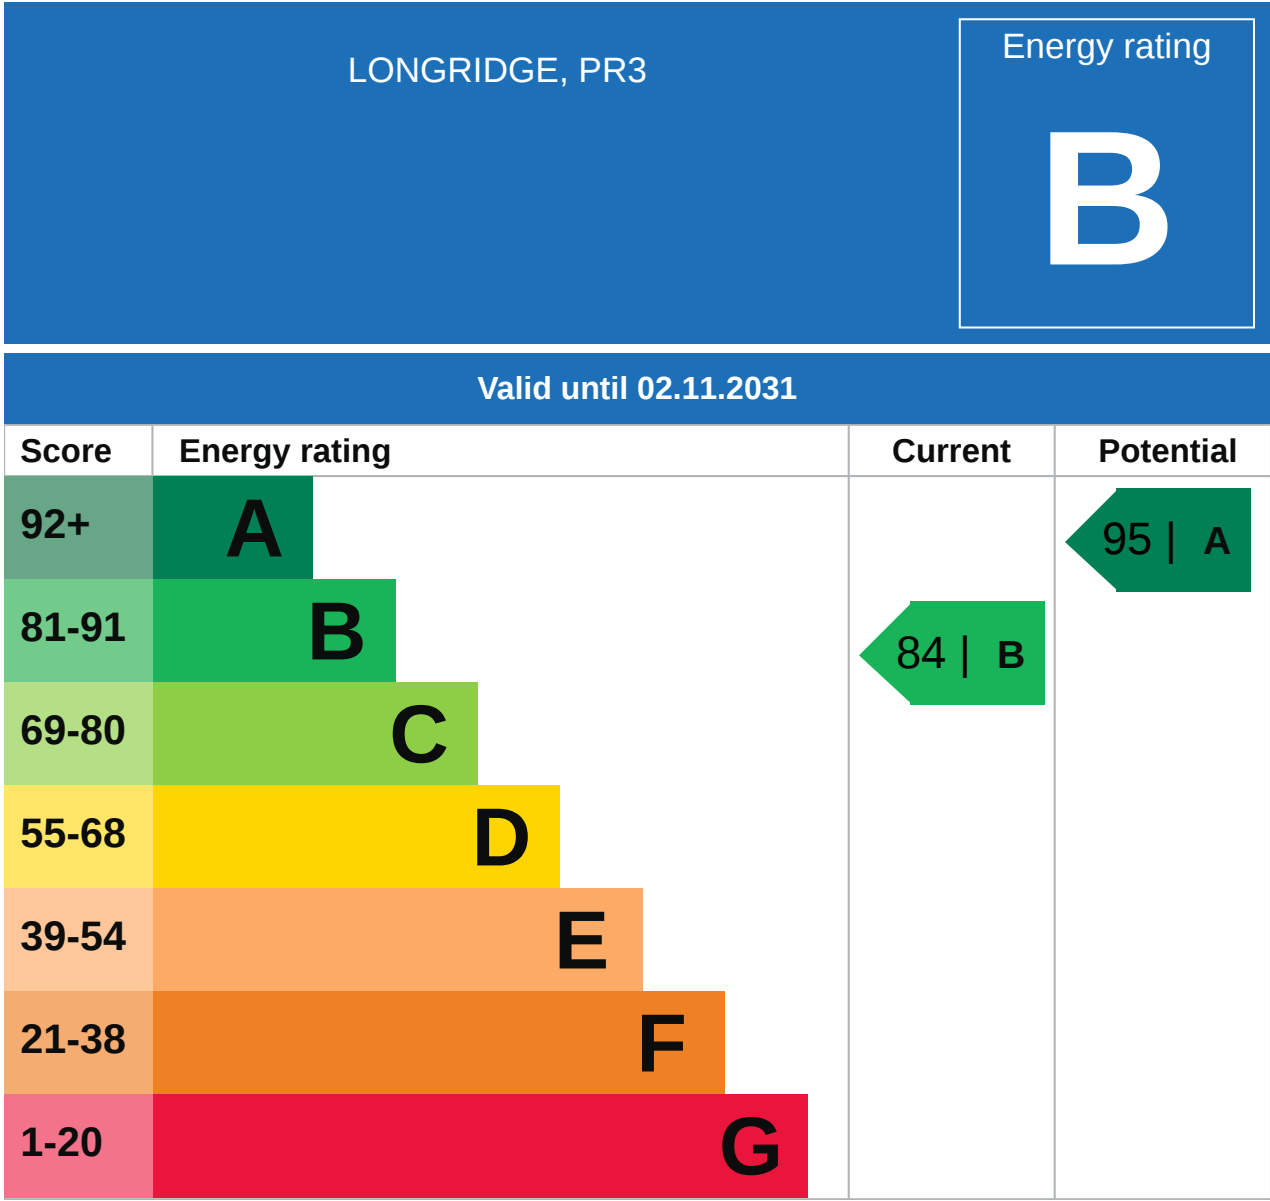 LONGRIDGE, PR3
Energy rating
B
Valid until 02.11.2031
Score Energy rating Current Potential
92+ A 95 | A
81-91 B 84 | B
69-80 C
55-68 D
39-54 E
21-38 F
1-20 G